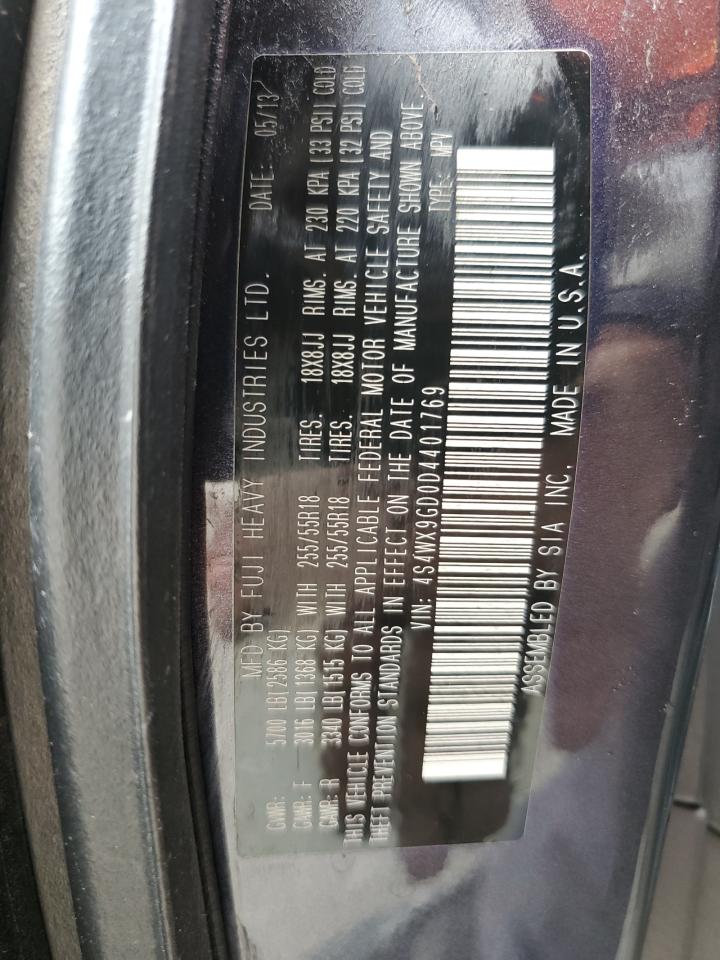 MFD BY FUJI HEAVY INDUSTRIES LTD. DATE: 05/13
GVWR: 5700 LB(2586 KG)
GAWR: F 3016 LB(1368 KG) WITH 255/55R18 TIRES. 18X8JJ RIMS. AT 230 KPA (33 PSI) COLD
GAWR: R 3340 LB(1515 KG) WITH 255/55R18 TIRES. 18X8JJ RIMS. AT 220 KPA (32 PSI) COLD
THIS VEHICLE CONFORMS TO ALL APPLICABLE FEDERAL MOTOR VEHICLE SAFETY AND
THEFT PREVENTION STANDARDS IN EFFECT ON THE DATE OF MANUFACTURE SHOWN ABOVE.
VIN: 4S4WX9GD0D4401769 TYPE: MPV
ASSEMBLED BY SIA INC. MADE IN U.S.A.